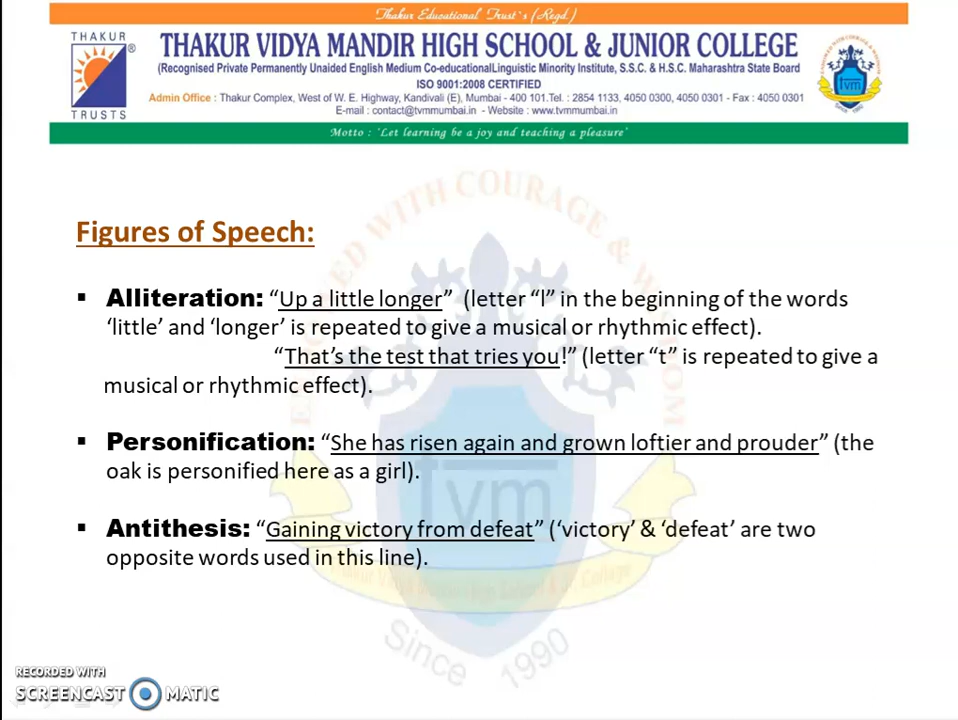 Thakur Educational Trust`s (Regd.)
THAKUR
®
TRUSTS
THAKUR VIDYA MANDIR HIGH SCHOOL & JUNIOR COLLEGE
(Recognised Private Permanently Unaided English Medium Co-educationalLinguistic Minority Institute, S.S.C. & H.S.C. Maharashtra State Board
ISO 9001:2008 CERTIFIED
Admin Office : Thakur Complex, West of W. E. Highway, Kandivali (E), Mumbai - 400 101.Tel. : 2854 1133, 4050 0300, 4050 0301 - Fax : 4050 0301
E-mail : contact@tvmmumbai.in - Website : www.tvmmumbai.in
tvm
Motto : 'Let learning be a joy and teaching a pleasure'
WITH COURAGE & WISDOM
Figures of Speech:
▪ Alliteration: “Up a little longer” (letter “l” in the beginning of the words
‘little’ and ‘longer’ is repeated to give a musical or rhythmic effect).
“That’s the test that tries you!” (letter “t” is repeated to give a
musical or rhythmic effect).
▪ Personification: “She has risen again and grown loftier and prouder” (the
oak is personified here as a girl).
▪ Antithesis: “Gaining victory from defeat” (‘victory’ & ‘defeat’ are two
opposite words used in this line).
tvm
Since 1990
RECORDED WITH
SCREENCAST MATIC